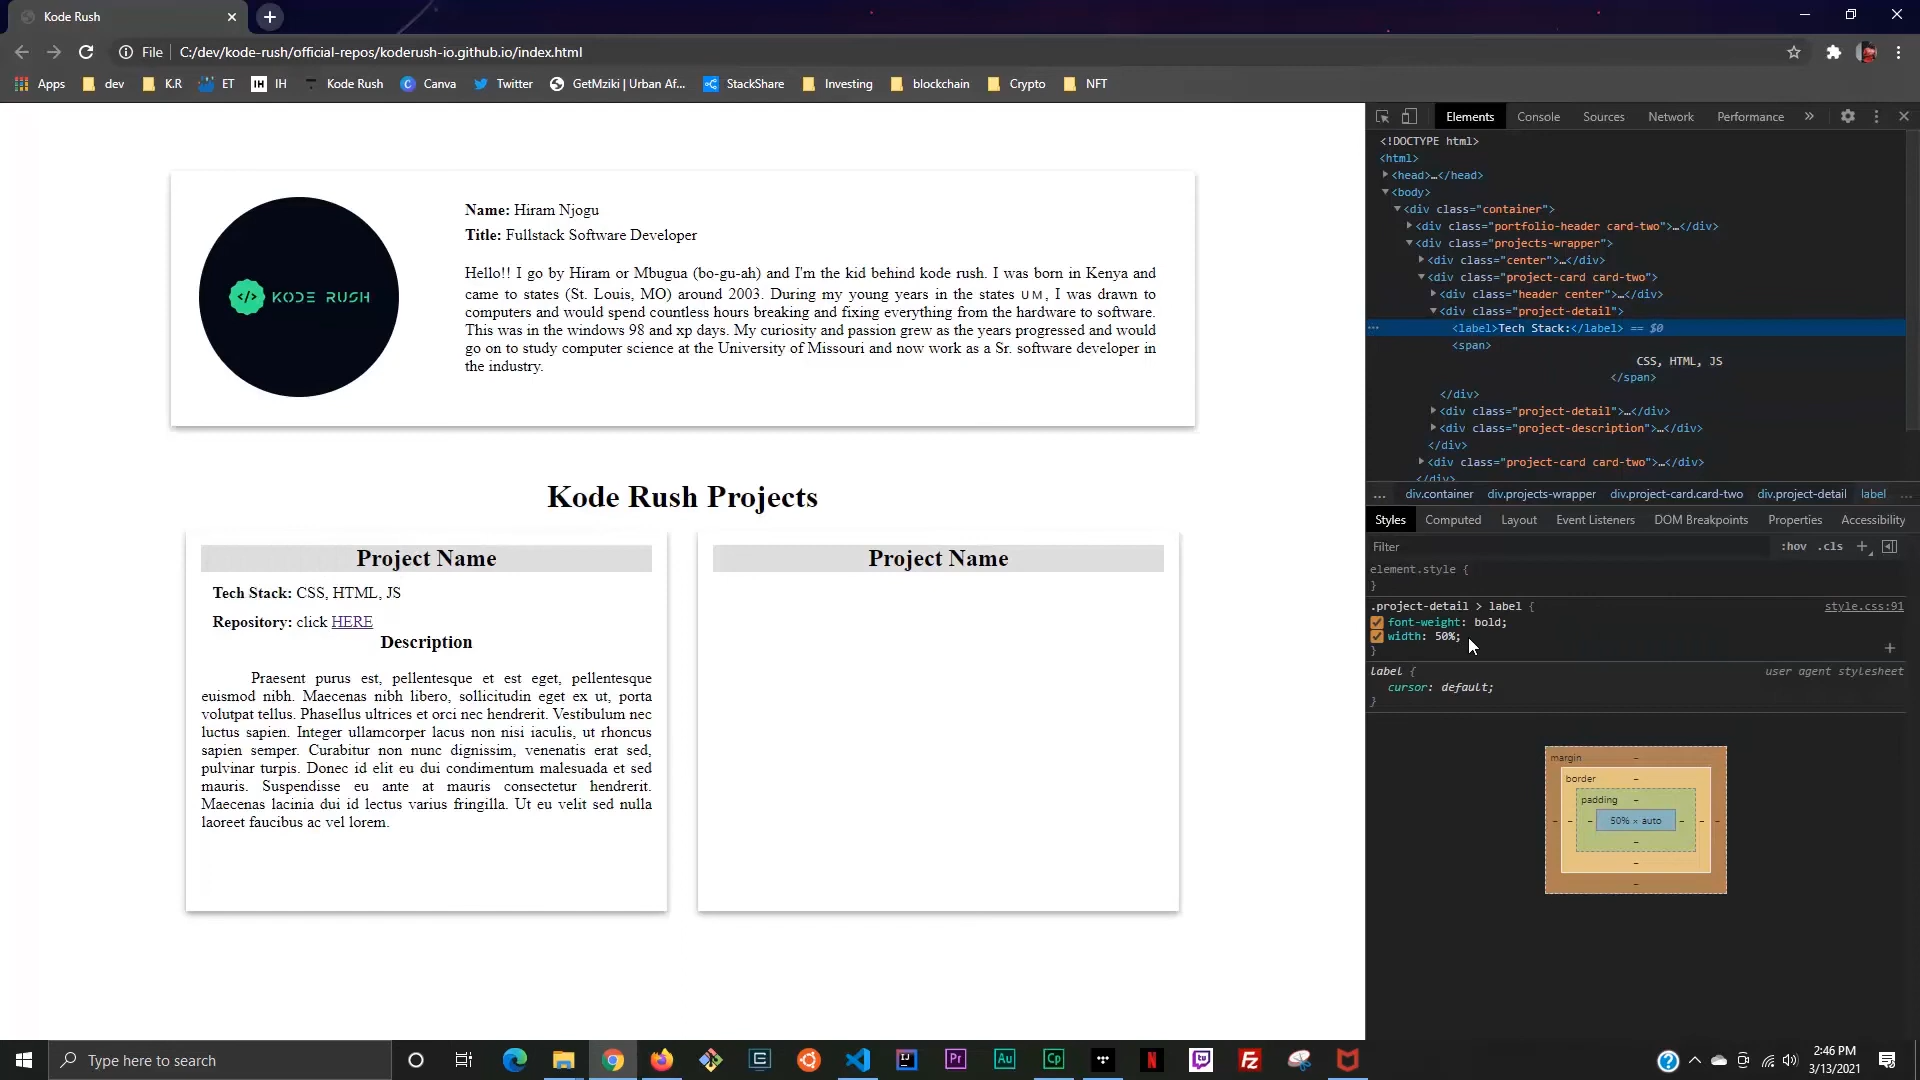 Kode Rush
File C:/dev/kode-rush/official-repos/koderush-io.github.io/index.html
Apps dev K.R ET IH IH Kode Rush Canva Twitter GetMziki | Urban Af... StackShare Investing blockchain Crypto NFT
KODE RUSH
Name: Hiram Njogu
Title: Fullstack Software Developer
Hello!! I go by Hiram or Mbugua (bo-gu-ah) and I'm the kid behind kode rush. I was born in Kenya and
came to states (St. Louis, MO) around 2003. During my young years in the states UM, I was drawn to
computers and would spend countless hours breaking and fixing everything from the hardware to software.
This was in the windows 98 and xp days. My curiosity and passion grew as the years progressed and would
go on to study computer science at the University of Missouri and now work as a Sr. software developer in
the industry.
Kode Rush Projects
Project Name
Tech Stack: CSS, HTML, JS
Repository: click HERE
Description
Praesent purus est, pellentesque et est eget, pellentesque
euismod nibh. Maecenas nibh libero, sollicitudin eget ex ut, porta
volutpat tellus. Phasellus ultrices et orci nec hendrerit. Vestibulum nec
luctus sapien. Integer ullamcorper lacus non nisi iaculis, ut rhoncus
sapien semper. Curabitur non nunc dignissim, venenatis erat sed,
pulvinar turpis. Donec id elit eu dui condimentum malesuada et sed
mauris. Suspendisse eu ante at mauris consectetur hendrerit.
Maecenas lacinia dui id lectus varius fringilla. Ut eu velit sed nulla
laoreet faucibus ac vel lorem.
Project Name
Elements Console Sources Network Performance »
<!DOCTYPE html>
<html>
<head>…</head>
<body>
<div class="container">
<div class="portfolio-header card-two">…</div>
<div class="projects-wrapper">
<div class="center">…</div>
<div class="project-card card-two">
<div class="header center">…</div>
<div class="project-detail">
<label>Tech Stack:</label> == $0
<span>
CSS, HTML, JS
</span>
</div>
<div class="project-detail">…</div>
<div class="project-description">…</div>
</div>
<div class="project-card card-two">…</div>
</div>
... div.container div.projects-wrapper div.project-card.card-two div.project-detail label ...
Styles Computed Layout Event Listeners DOM Breakpoints Properties Accessibility
Filter :hov .cls +
element.style {
}
.project-detail > label { style.css:91
font-weight: bold;
width: 50%;
}
label { user agent stylesheet
cursor: default;
}
margin –
border –
padding –
– – – 50% × auto – – –
–
–
–
Type here to search
Pr Au Cp N FZ
2:46 PM
3/13/2021